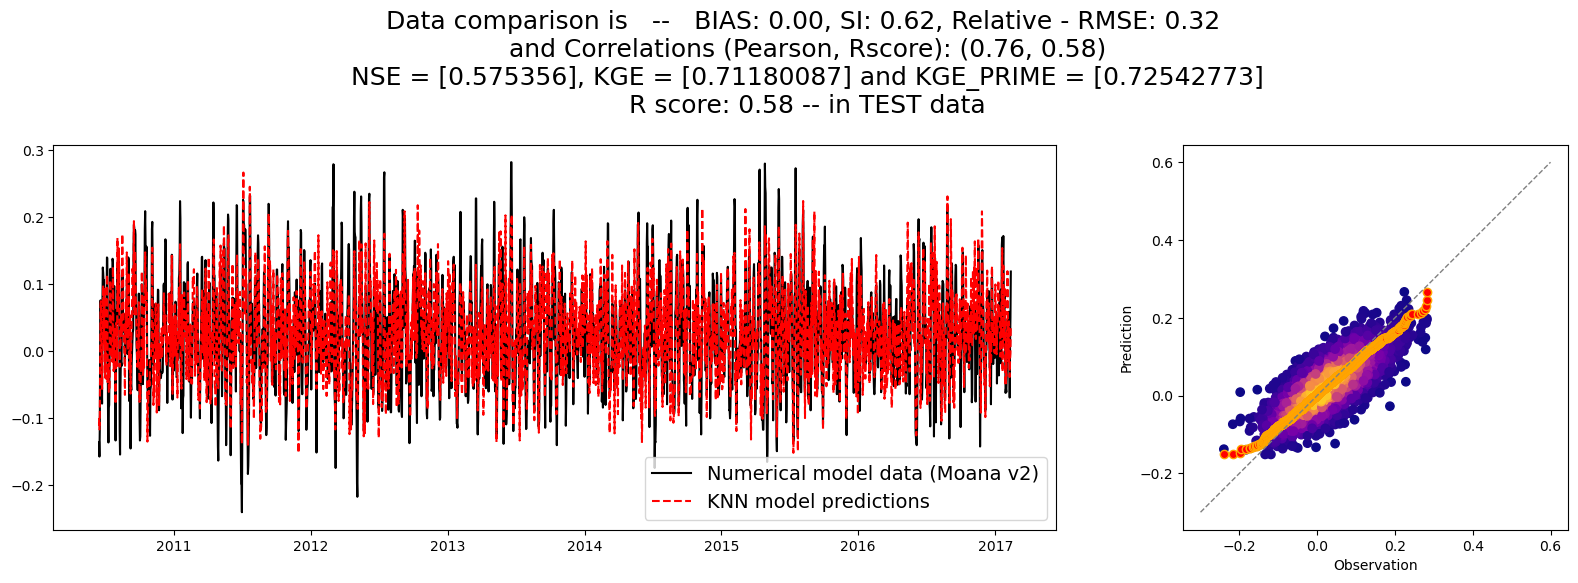 Data comparison is -- BIAS: 0.00, SI: 0.62, Relative - RMSE: 0.32
and Correlations (Pearson, Rscore): (0.76, 0.58)
NSE = [0.575356], KGE = [0.71180087] and KGE_PRIME = [0.72542773]
R score: 0.58 -- in TEST data
0.3
0.2
0.1
0.0
−0.1
−0.2
2011
2012
2013
2014
2015
2016
2017
Numerical model data (Moana v2)
KNN model predictions
Prediction
0.6
0.4
0.2
0.0
−0.2
−0.2
0.0
0.2
0.4
0.6
Observation